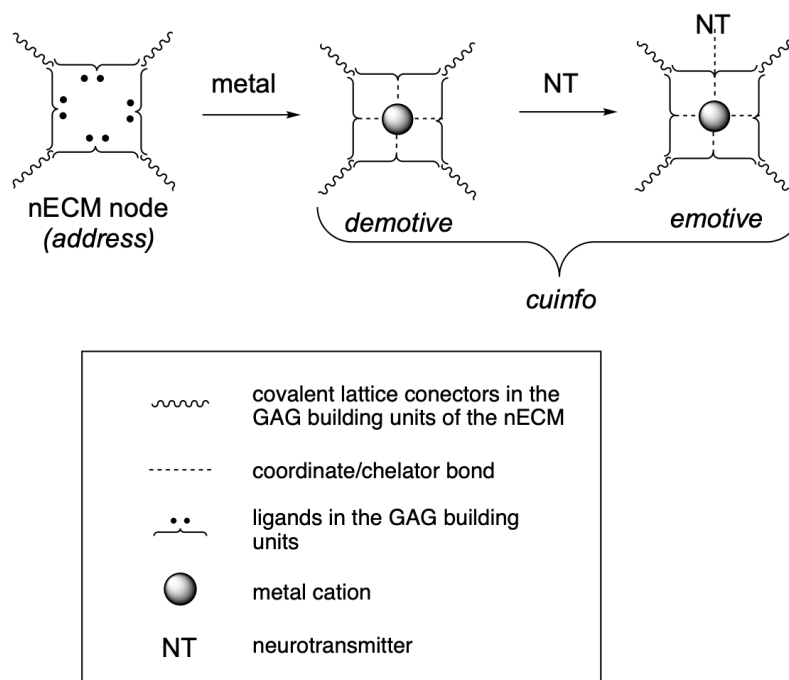 NT
metal
NT
nECM node
(address)
demotive
emotive
cuinfo
covalent lattice conectors in the
GAG building units of the nECM
coordinate/chelator bond
ligands in the GAG building
units
metal cation
NT
neurotransmitter